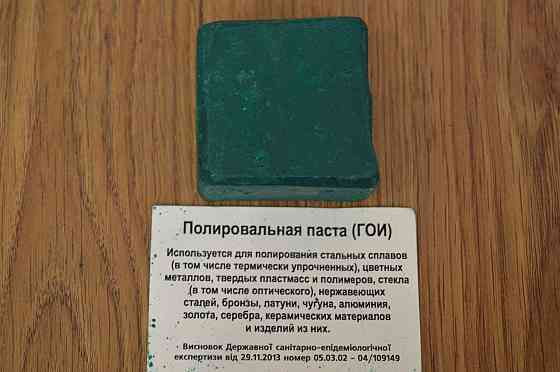 Полировальная паста (ГОИ)
Используется для полирования стальных сплавов
(в том числе термически упрочненных), цветных
металлов, твердых пластмасс и полимеров, стекла
(в том числе оптического), нержавеющих
сталей, бронзы, латуни, чугуна, алюминия,
золота, серебра, керамических материалов
и изделий из них.
Висновок Державної санітарно-епідеміологічної
експертизи від 29.11.2013 номер 05.03.02 - 04/109149